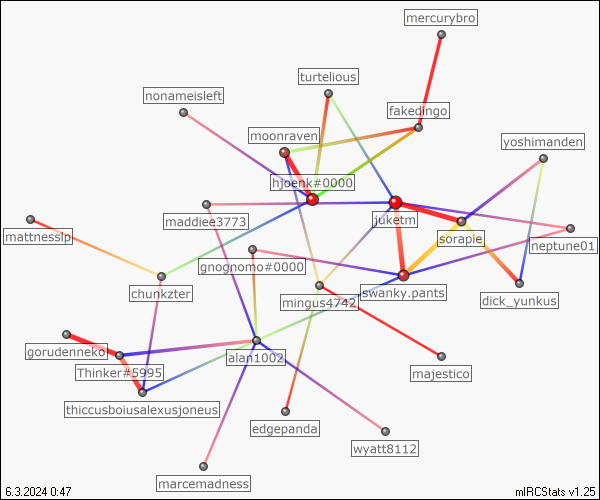 mercurybro
turtelious
nonameisleft
fakedingo
moonraven
yoshimanden
hjoenk#0000
maddiee3773
juketm
mattnesslp
sorapie
neptune01
gnognomo#0000
chunkzter
swanky.pants
mingus4742
dick_yunkus
gorudenneko
alan1002
Thinker#5995
majestico
thiccusboiusalexusjoneus
edgepanda
wyatt8112
marcemadness
6.3.2024 0:47
mIRCStats v1.25